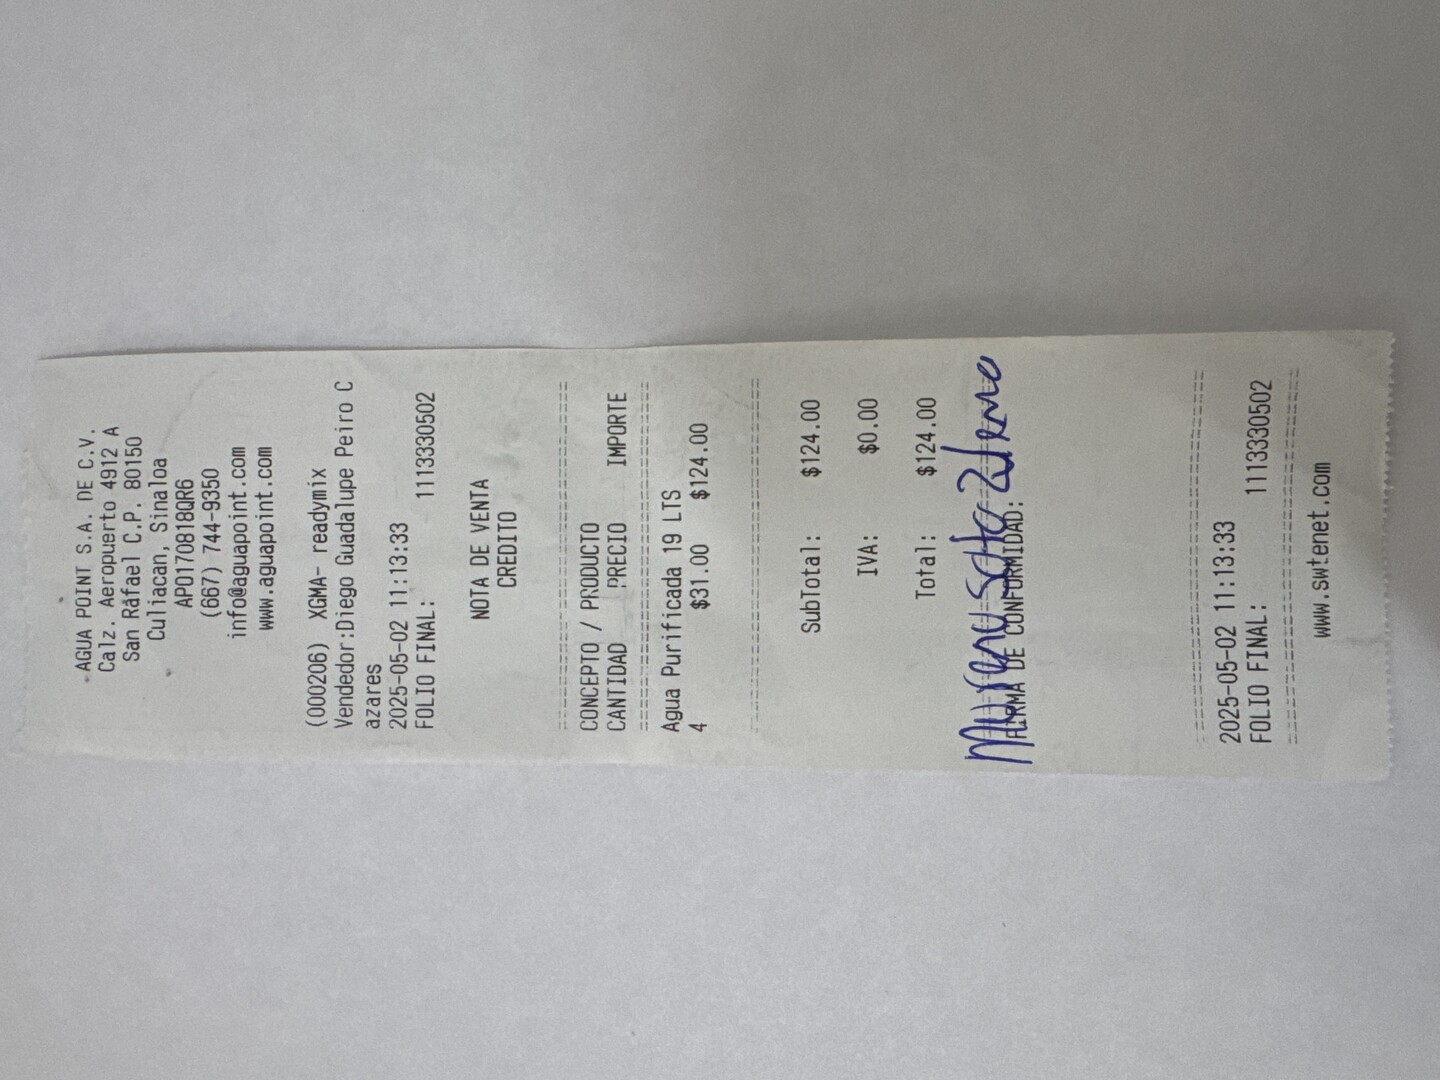 AGUA POINT S.A. DE C.V.
Calz. Aeropuerto 4912 A
San Rafael C.P. 80150
Culiacan, Sinaloa
APO170818QR6
(667) 744-9350
info@aguapoint.com
www.aguapoint.com
(000206) XGMA- readymix
Vendedor:Diego Guadalupe Peiro C
azares
2025-05-02 11:13:33
FOLIO FINAL: 1113330502
NOTA DE VENTA
CREDITO
================================
CONCEPTO / PRODUCTO
CANTIDAD PRECIO IMPORTE
================================
Agua Purificada 19 LTS
4 $31.00 $124.00
================================
SubTotal: $124.00
IVA: $0.00
Total: $124.00
FIRMA DE CONFORMIDAD:
================================
2025-05-02 11:13:33
FOLIO FINAL: 1113330502
================================
www.swtenet.com